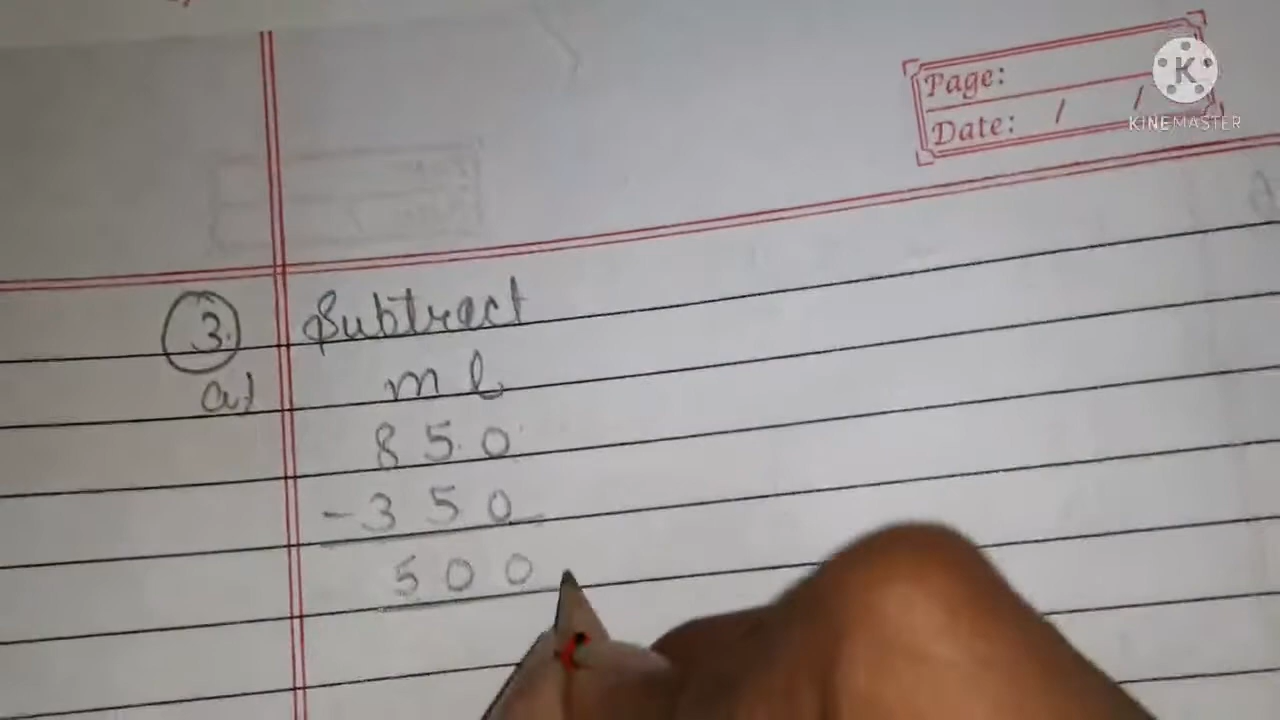 Page:
Date: / /
K
KINEMASTER
3. Subtract
a) ml
850
- 350
500